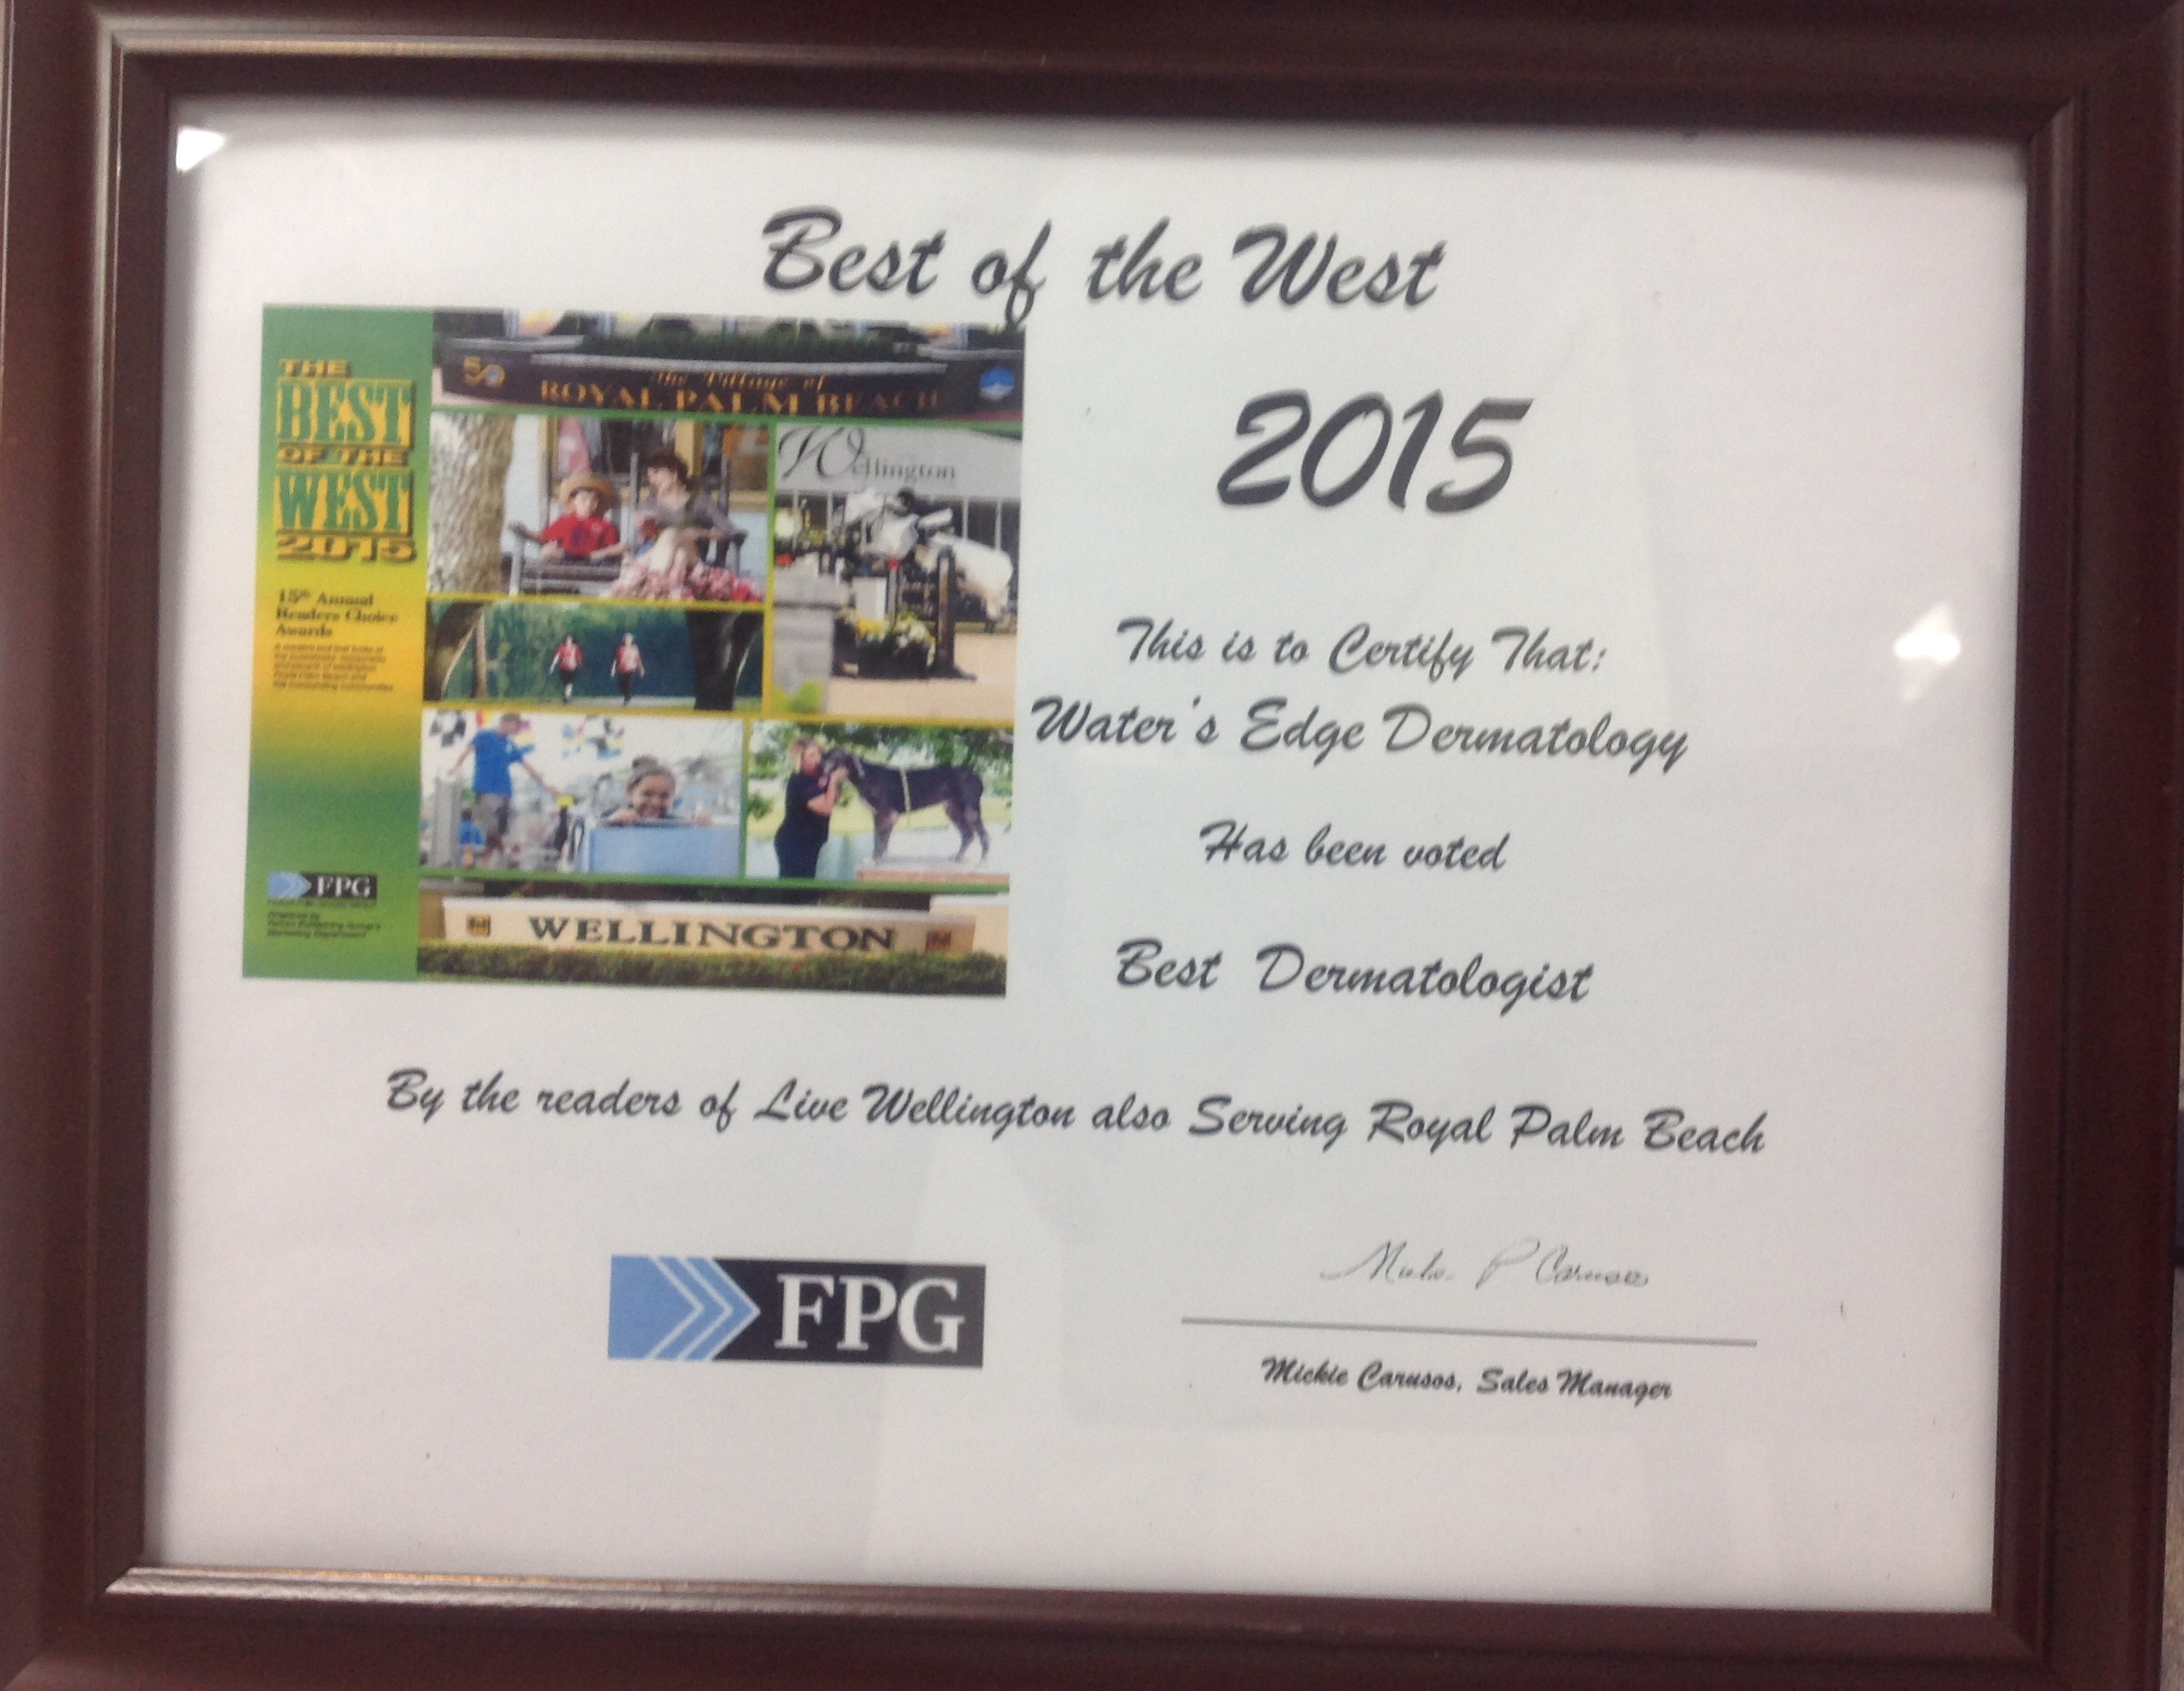 Best of the West
THE
BEST
OF THE
WEST
2015
15th Annual
Readers Choice
Awards
FPG
50
The Village of
ROYAL PALM BEACH
Wellington
WELLINGTON
2015
This is to Certify That:
Water's Edge Dermatology
Has been voted
Best Dermatologist
By the readers of Live Wellington also Serving Royal Palm Beach
FPG
Mickie Carusos, Sales Manager